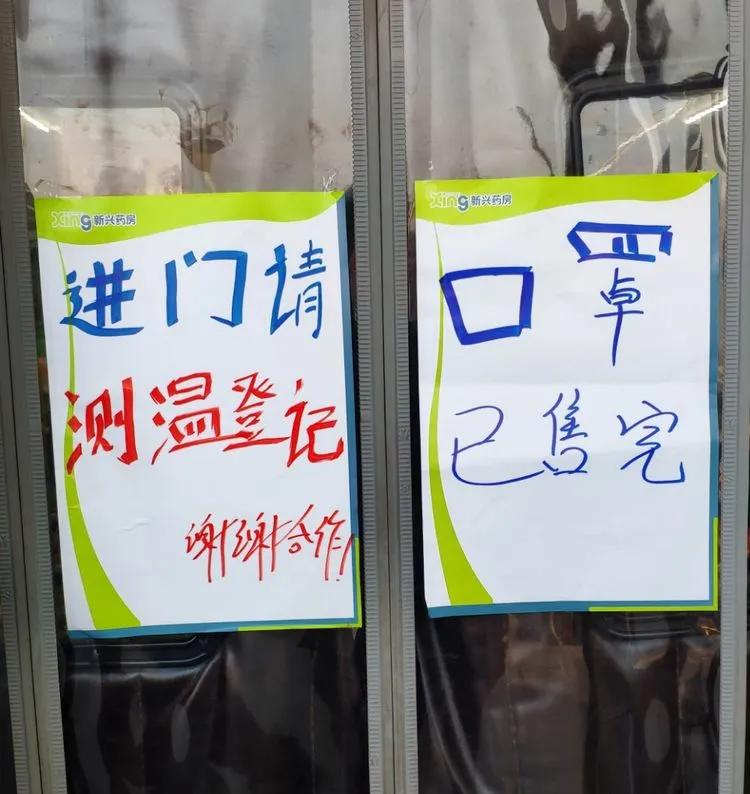 Xing 新兴药房
进门请
测温登记
谢谢合作
Xing 新兴药房
口罩
已售完